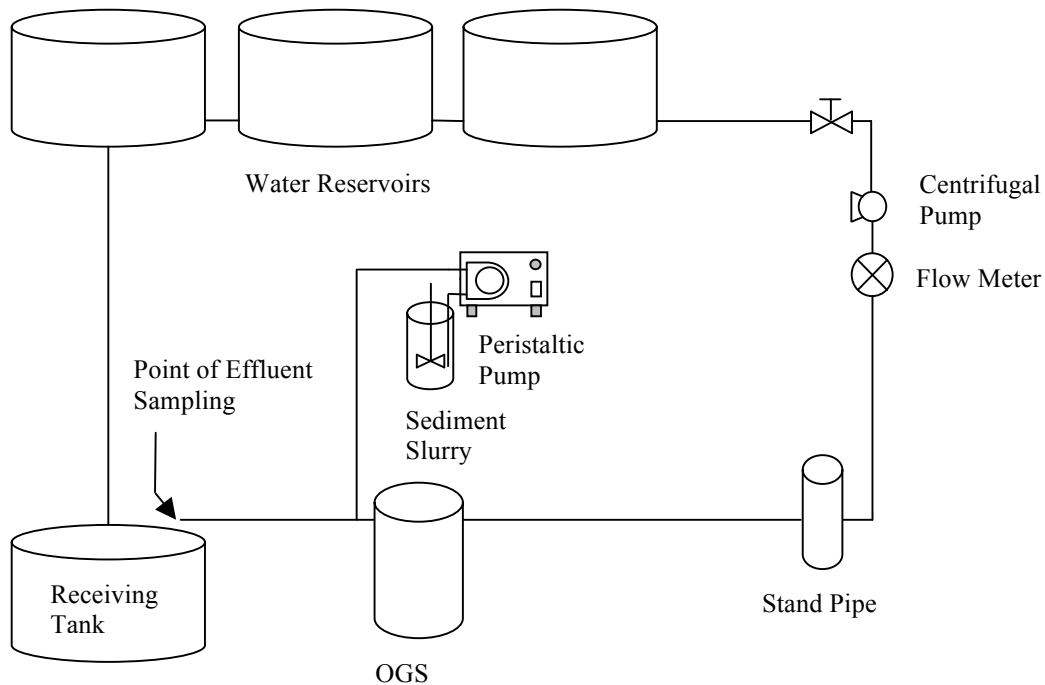 Water Reservoirs
Centrifugal
Pump
Flow Meter
Peristaltic
Pump
Point of Effluent
Sampling
Sediment
Slurry
Receiving
Tank
Stand Pipe
OGS